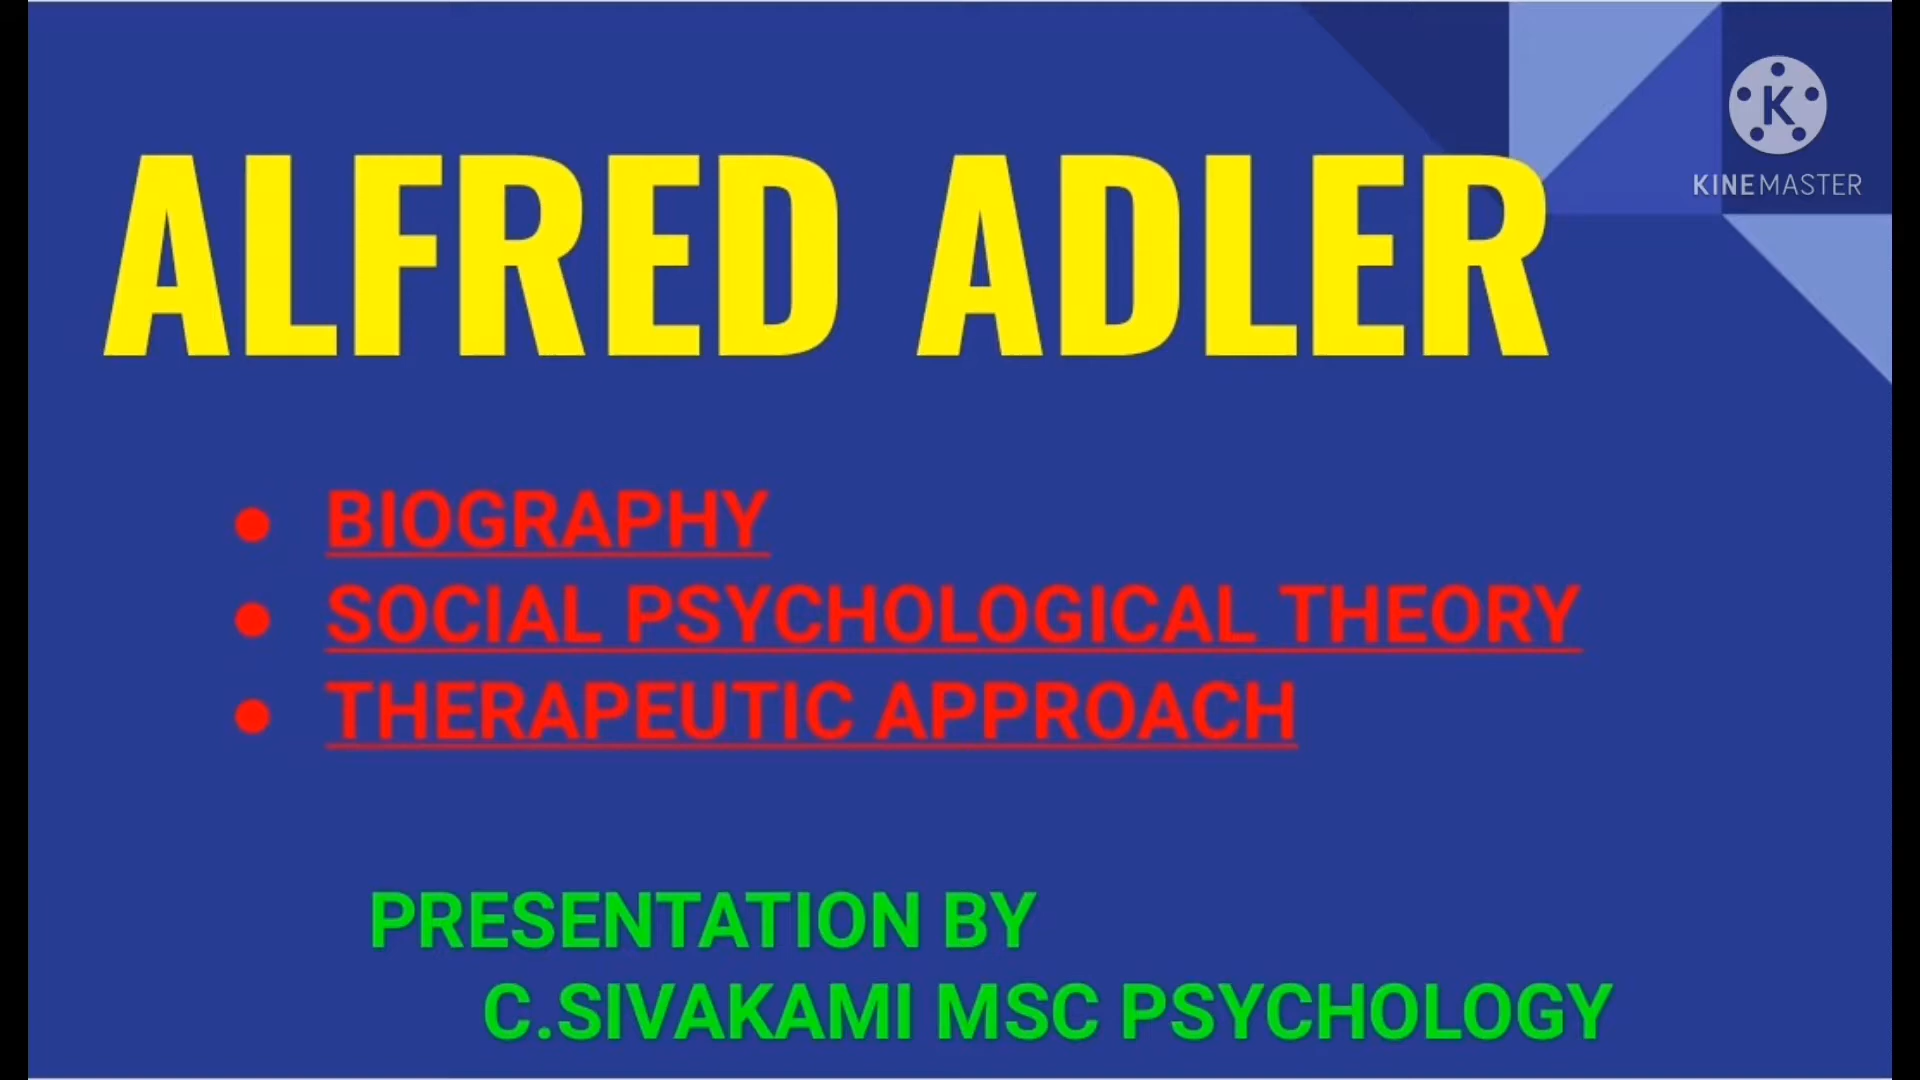 ALFRED ADLER
K
KINEMASTER
• BIOGRAPHY
• SOCIAL PSYCHOLOGICAL THEORY
• THERAPEUTIC APPROACH
PRESENTATION BY
C.SIVAKAMI MSC PSYCHOLOGY